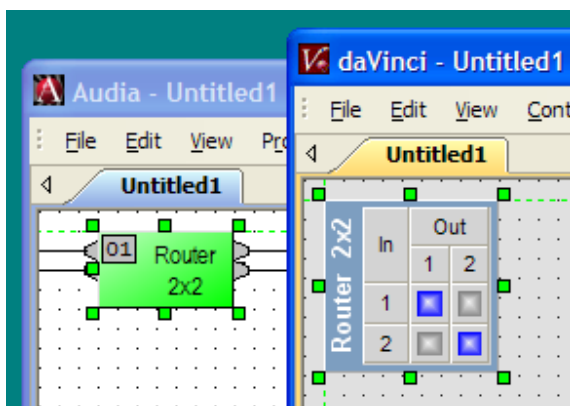 Audia - Untitled1
File Edit View
Untitled1
01
Router
2x2
daVinci - Untitled1
File Edit View
Untitled1
Router 2x2
In
Out
1 2
1
2